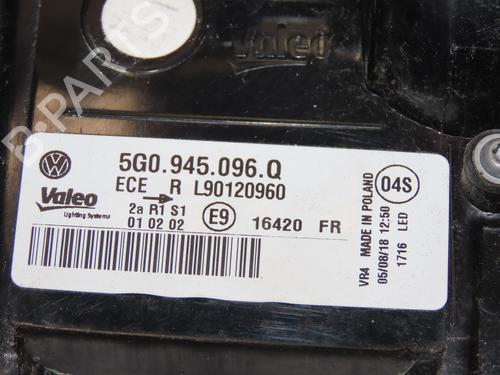 Valeo
B-PARTS
5G0.945.096.Q
ECE R L90120960
Valeo
Lighting Systems
2a R1 S1
01 02 02
E9
16420 FR
VR4 MADE IN POLAND
05/08/18 12:50
1716 LED
04S